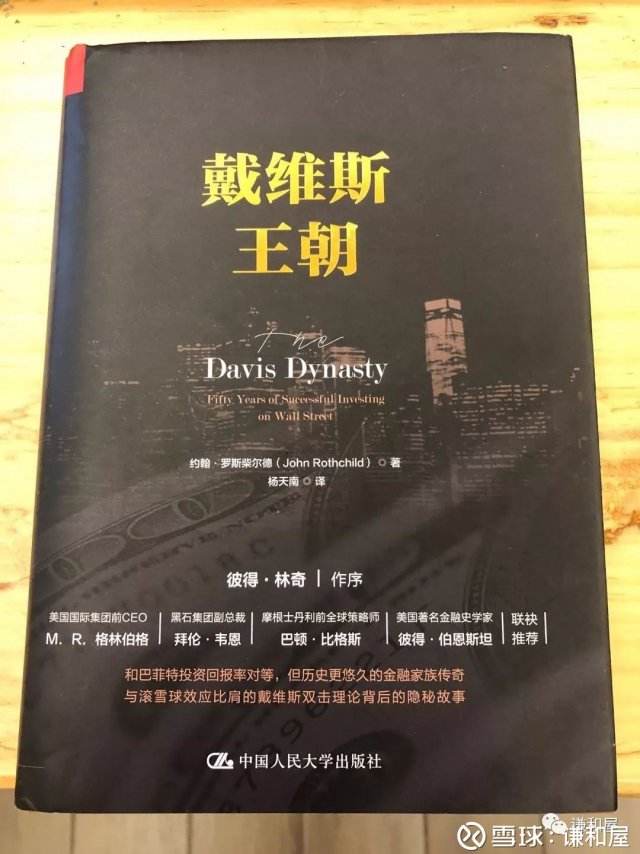 戴维斯
王朝
The
Davis Dynasty
Fifty Years of Successful Investing
on Wall Street
约翰·罗斯柴尔德（John Rothchild）◎ 著
杨天南 ◎ 译
彼得·林奇 | 作序
美国国际集团前CEO | 黑石集团副总裁 | 摩根士丹利前全球策略师 | 美国著名金融史学家 | 联袂
M. R. 格林伯格 | 拜伦·韦恩 | 巴顿·比格斯 | 彼得·伯恩斯坦 | 推荐
和巴菲特投资回报率对等，但历史更悠久的金融家族传奇
与滚雪球效应比肩的戴维斯双击理论背后的隐秘故事
中国人民大学出版社
谦和屋
雪球：谦和屋